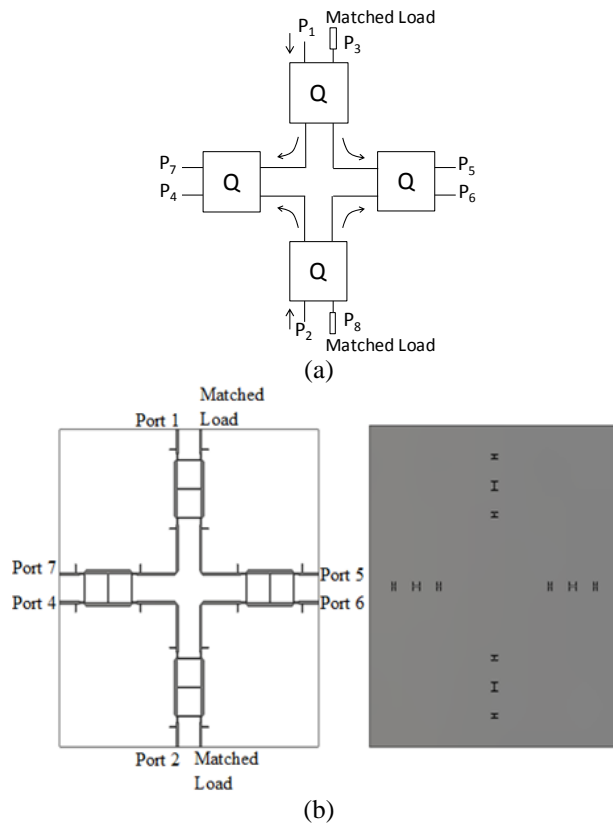 Matched Load
P1
P3
Q
P7
P4
Q
Q
P5
P6
Q
P2
P8
Matched Load
(a)
Port 1
Matched
Load
Port 7
Port 4
Port 5
Port 6
Port 2
Matched
Load
(b)